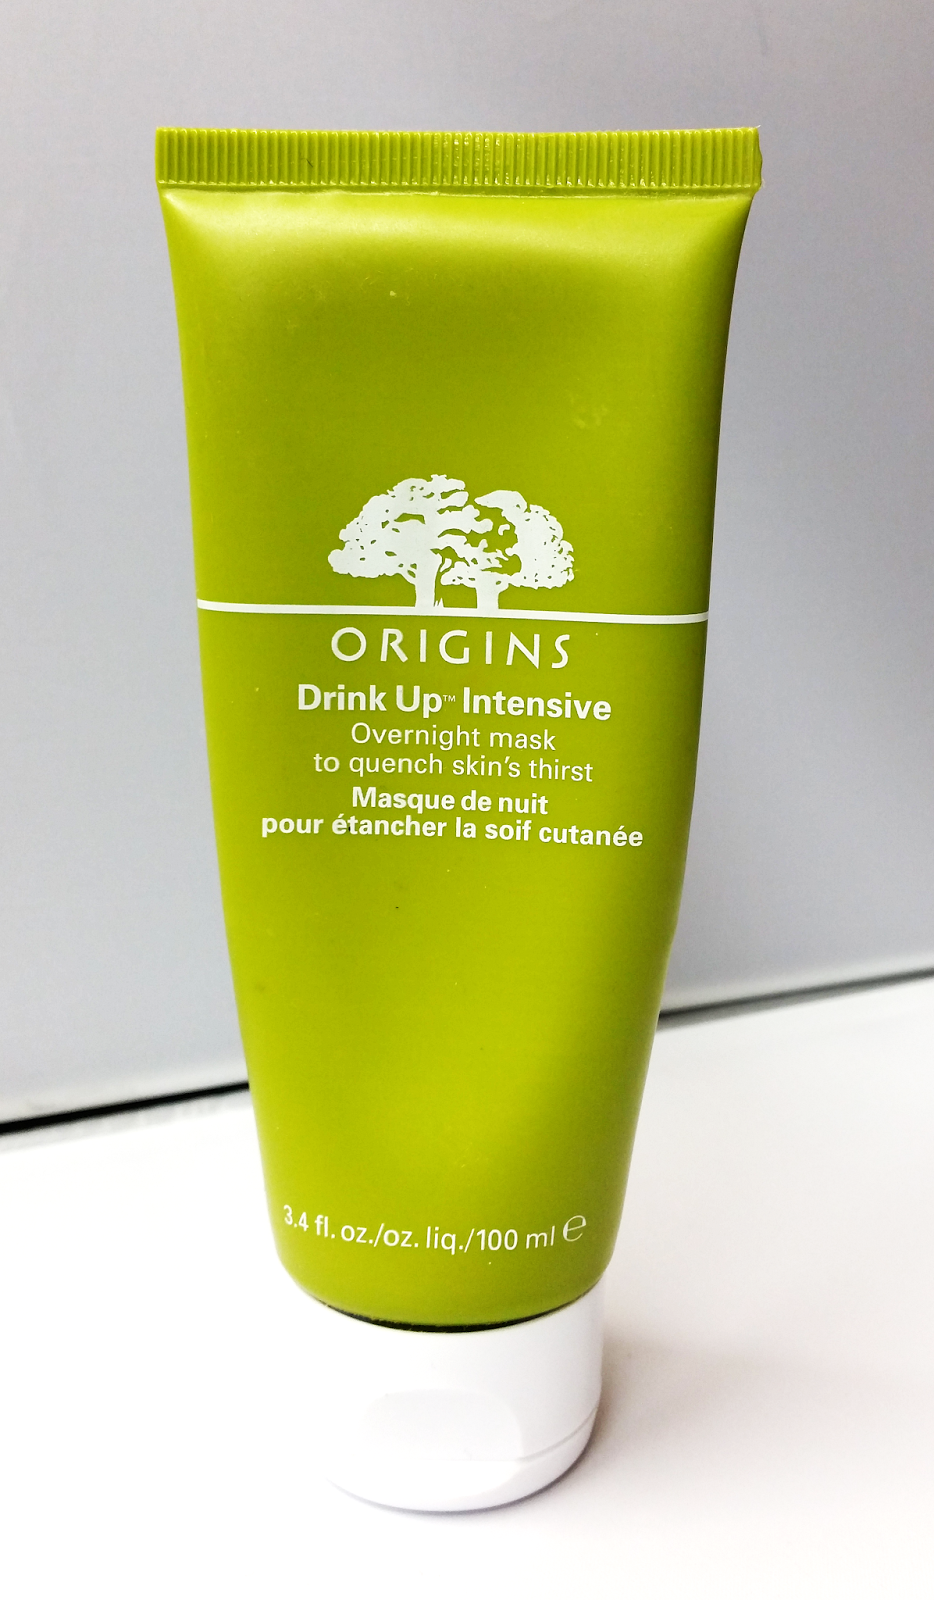 ORIGINS
Drink Up™ Intensive
Overnight mask
to quench skin's thirst
Masque de nuit
pour étancher la soif cutanée
3.4 fl. oz./oz. liq./100 ml ℮